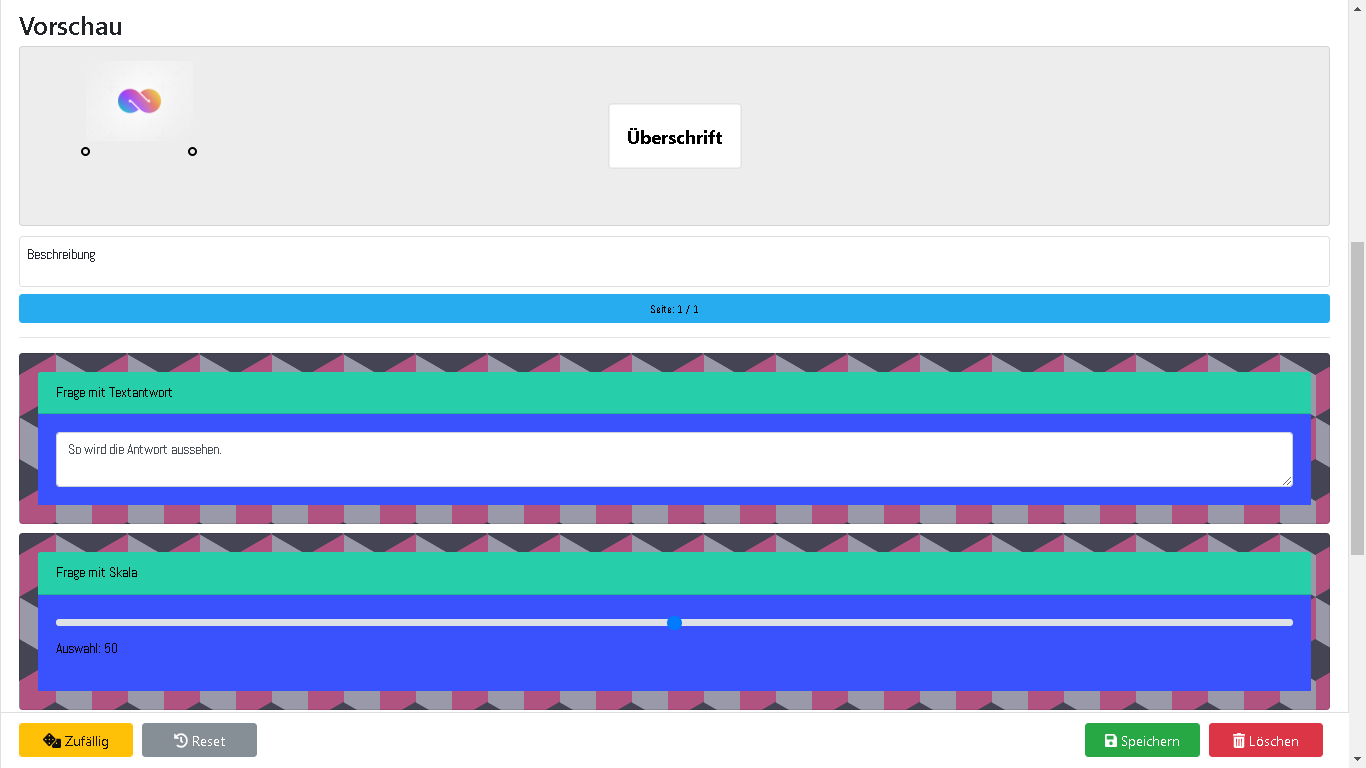 Vorschau
Überschrift
Beschreibung
Seite: 1 / 1
Frage mit Textantwort
So wird die Antwort aussehen.
Frage mit Skala
Auswahl: 50
Zufällig
Reset
Speichern
Löschen